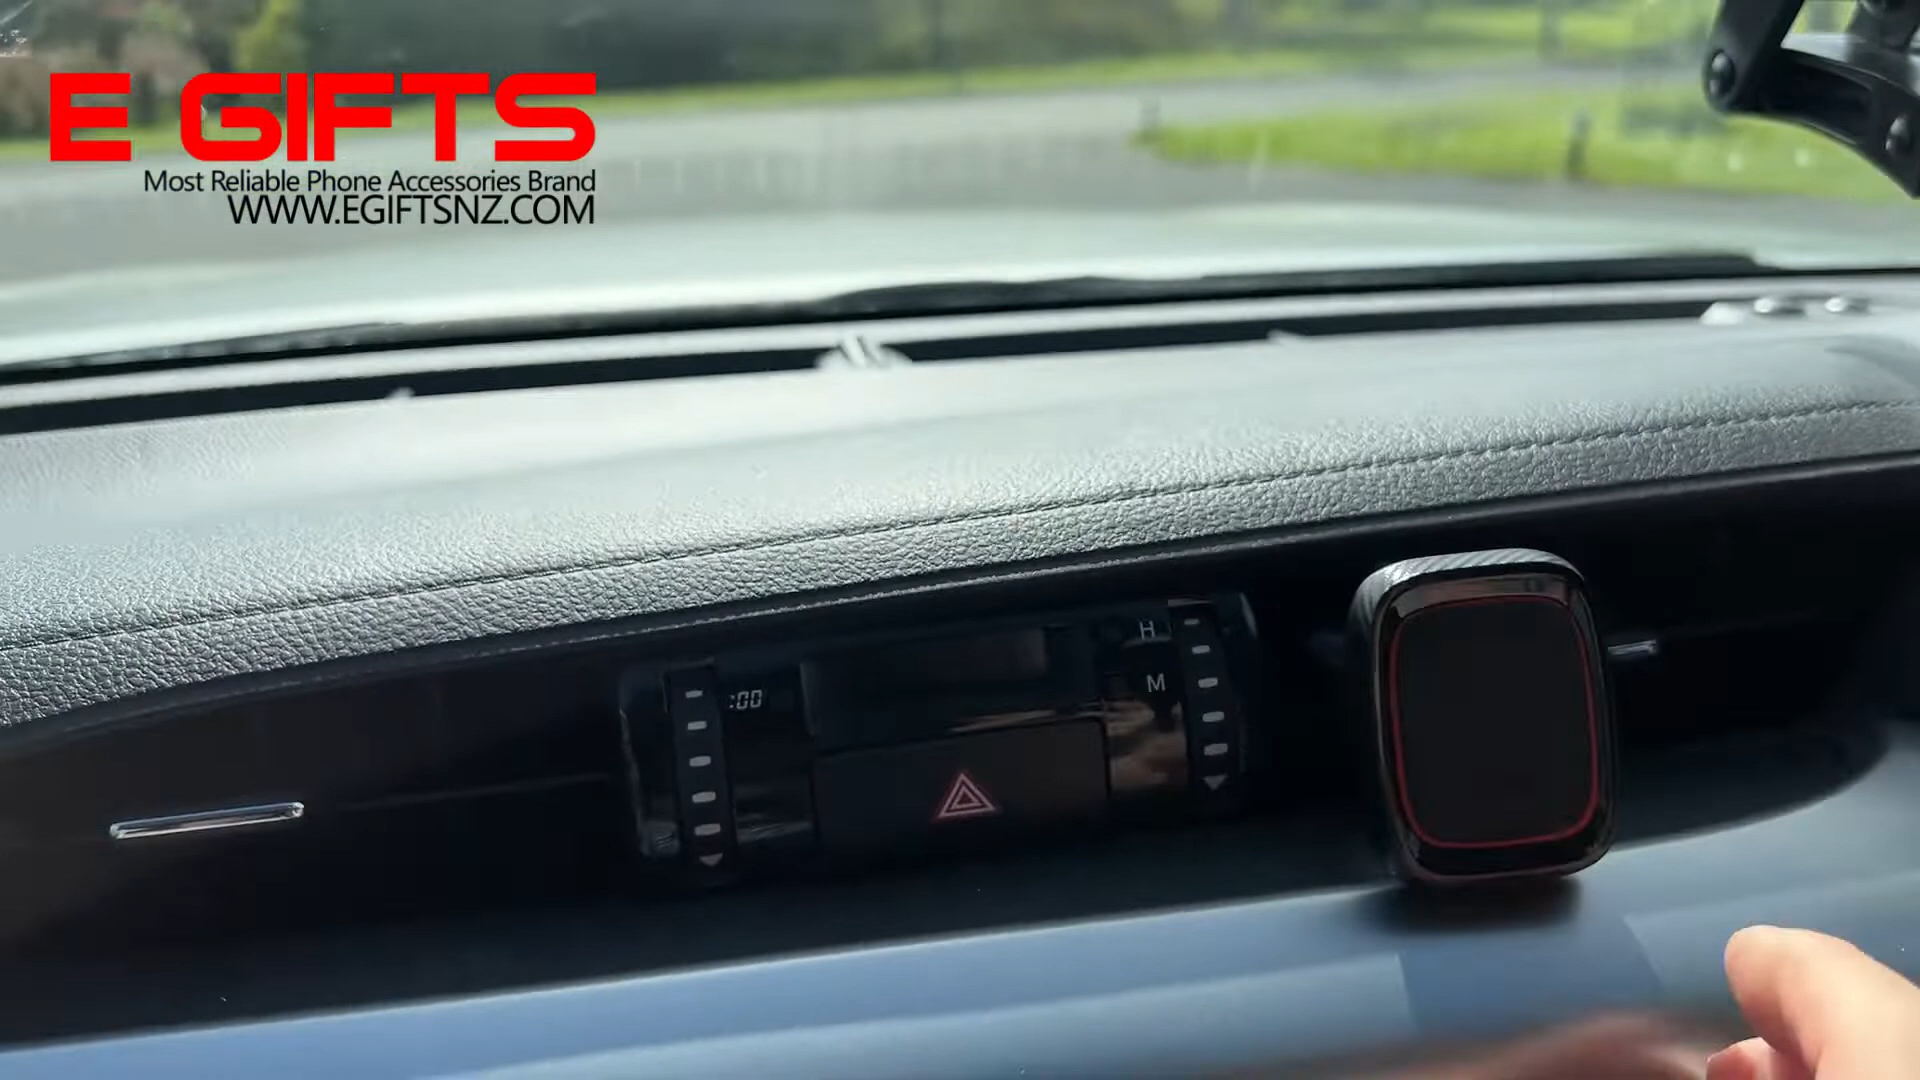 E GIFTS
Most Reliable Phone Accessories Brand
WWW.EGIFTSNZ.COM
H
:00
M